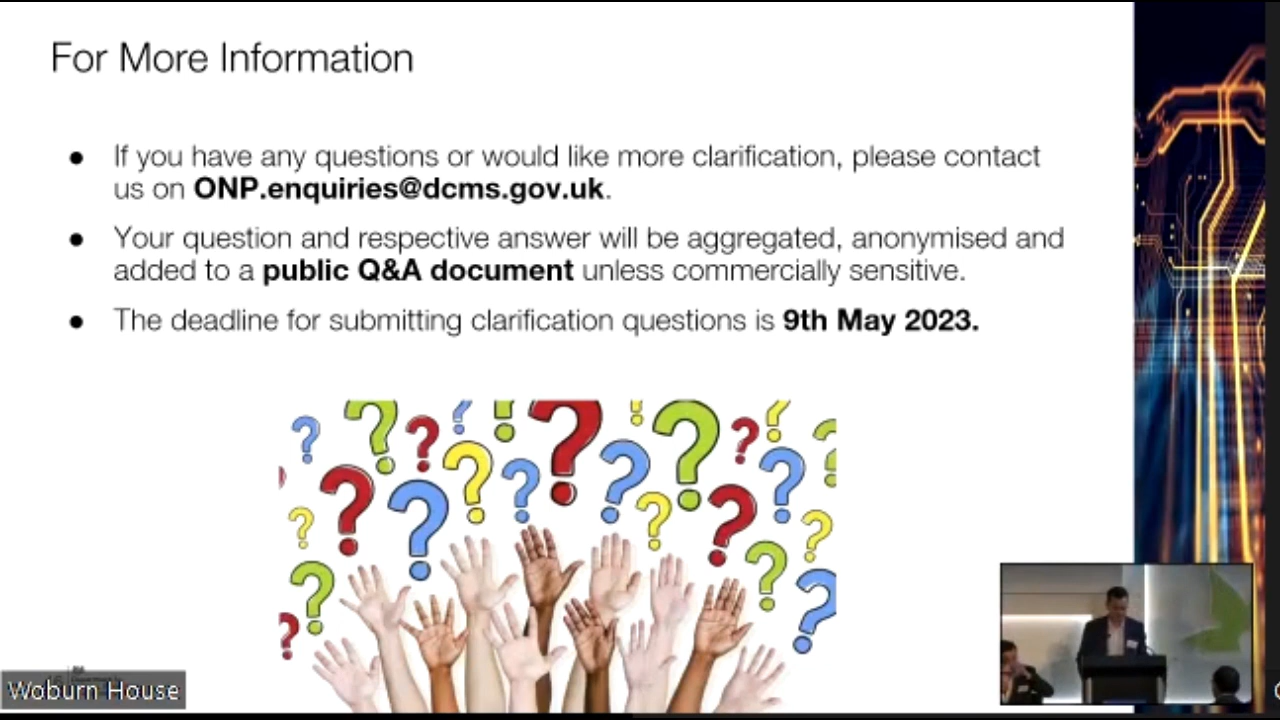 For More Information
● If you have any questions or would like more clarification, please contact
us on ONP.enquiries@dcms.gov.uk.
● Your question and respective answer will be aggregated, anonymised and
added to a public Q&A document unless commercially sensitive.
● The deadline for submitting clarification questions is 9th May 2023.
Woburn House